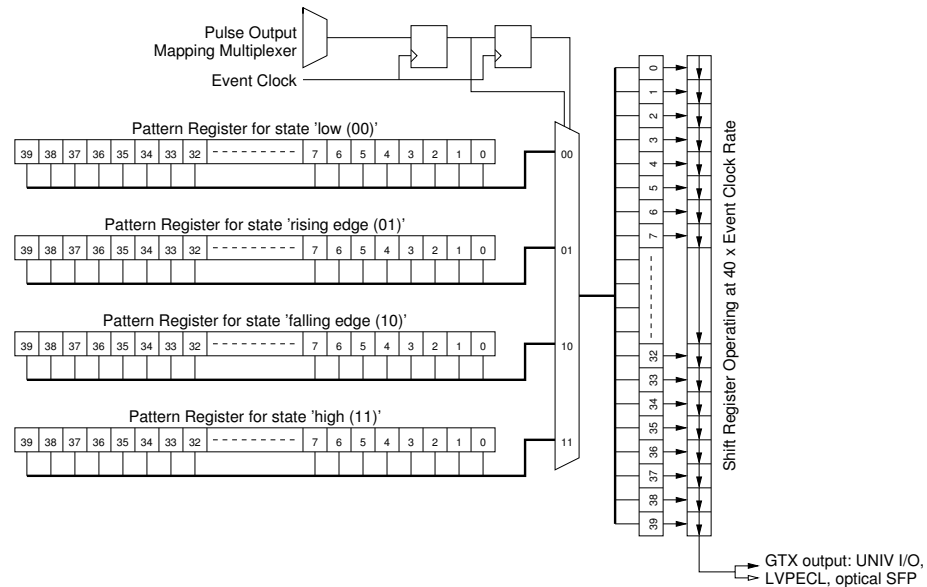 Pulse Output
Mapping Multiplexer
Event Clock
Pattern Register for state 'low (00)'
39 38 37 36 35 34 33 32 7 6 5 4 3 2 1 0
00
Pattern Register for state 'rising edge (01)'
39 38 37 36 35 34 33 32 7 6 5 4 3 2 1 0
01
Pattern Register for state 'falling edge (10)'
39 38 37 36 35 34 33 32 7 6 5 4 3 2 1 0
10
Pattern Register for state 'high (11)'
39 38 37 36 35 34 33 32 7 6 5 4 3 2 1 0
11
0
1
2
3
4
5
6
7
32
33
34
35
36
37
38
39
Shift Register Operating at 40 x Event Clock Rate
GTX output: UNIV I/O,
LVPECL, optical SFP